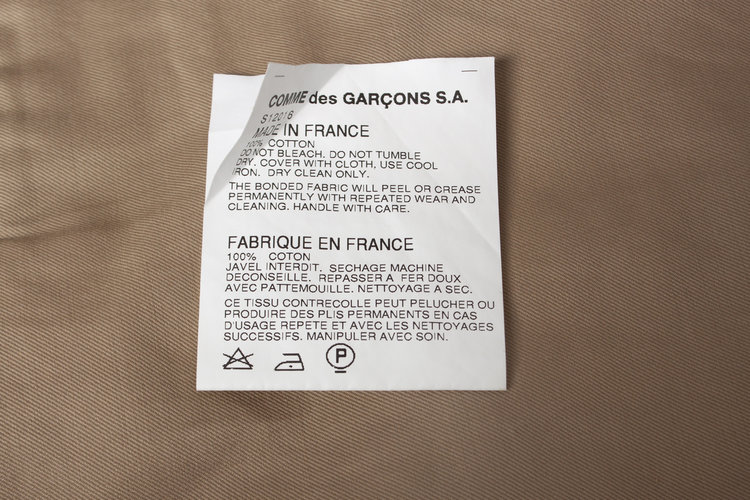 COMME des GARÇONS S.A.
S12016
MADE IN FRANCE
100% COTTON
DO NOT BLEACH. DO NOT TUMBLE
DRY. COVER WITH CLOTH, USE COOL
IRON. DRY CLEAN ONLY.
THE BONDED FABRIC WILL PEEL OR CREASE
PERMANENTLY WITH REPEATED WEAR AND
CLEANING. HANDLE WITH CARE.
FABRIQUE EN FRANCE
100% COTON
JAVEL INTERDIT. SECHAGE MACHINE
DECONSEILLE. REPASSER A FER DOUX
AVEC PATTEMOUILLE. NETTOYAGE A SEC.
CE TISSU CONTRECOLLE PEUT PELUCHER OU
PRODUIRE DES PLIS PERMANENTS EN CAS
D'USAGE REPETE ET AVEC LES NETTOYAGES
SUCCESSIFS. MANIPULER AVEC SOIN.
P